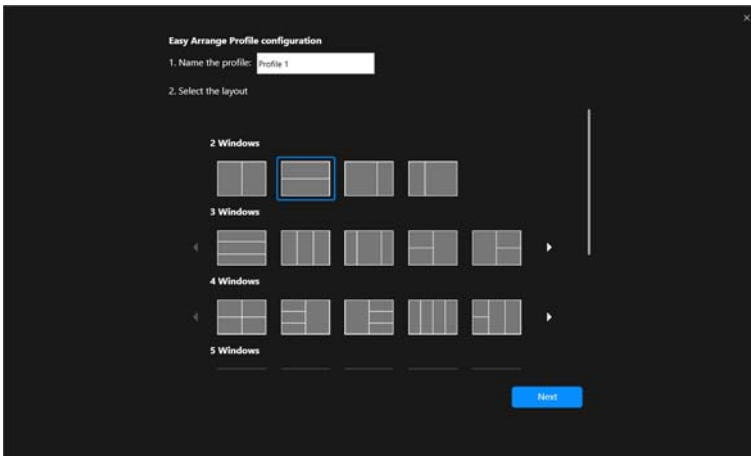 Easy Arrange Profile configuration
1. Name the profile: Profile 1
2. Select the layout
2 Windows
3 Windows
4 Windows
5 Windows
Next